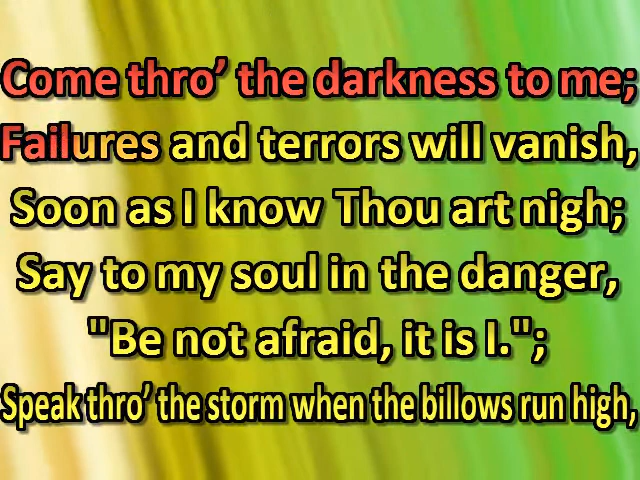 Come thro’ the darkness to me;
Failures and terrors will vanish,
Soon as I know Thou art nigh;
Say to my soul in the danger,
"Be not afraid, it is I.";
Speak thro’ the storm when the billows run high,